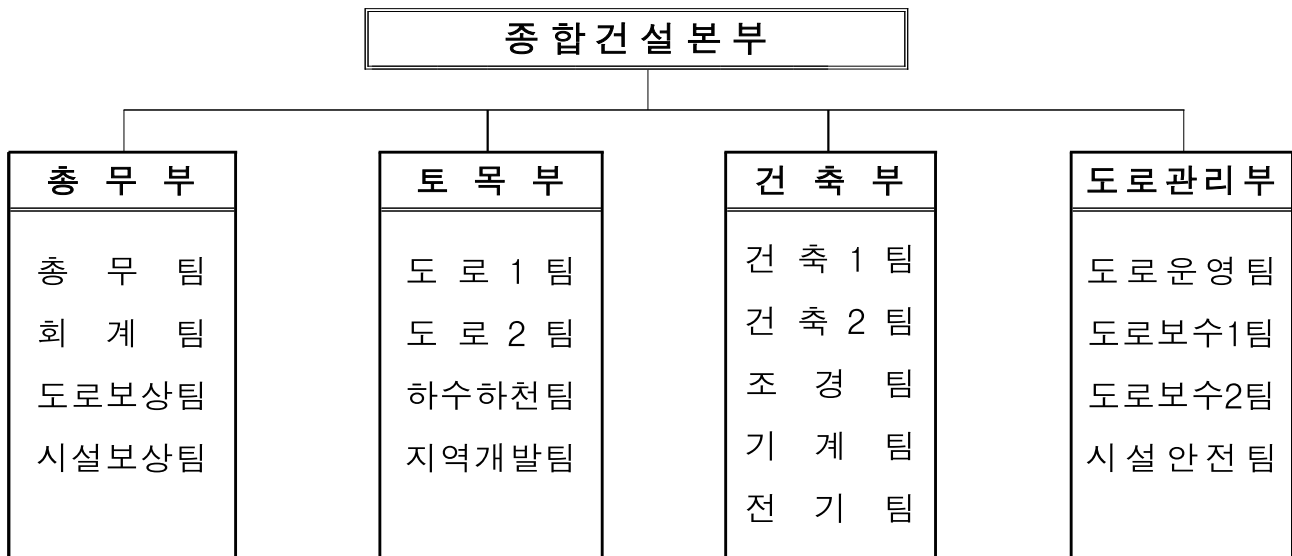 종합건설본부
총 무 부
총 무 팀
회 계 팀
도로보상팀
시설보상팀
토 목 부
도 로 1 팀
도 로 2 팀
하수하천팀
지역개발팀
건 축 부
건 축 1 팀
건 축 2 팀
조 경 팀
기 계 팀
전 기 팀
도로관리부
도로운영팀
도로보수1팀
도로보수2팀
시설안전팀